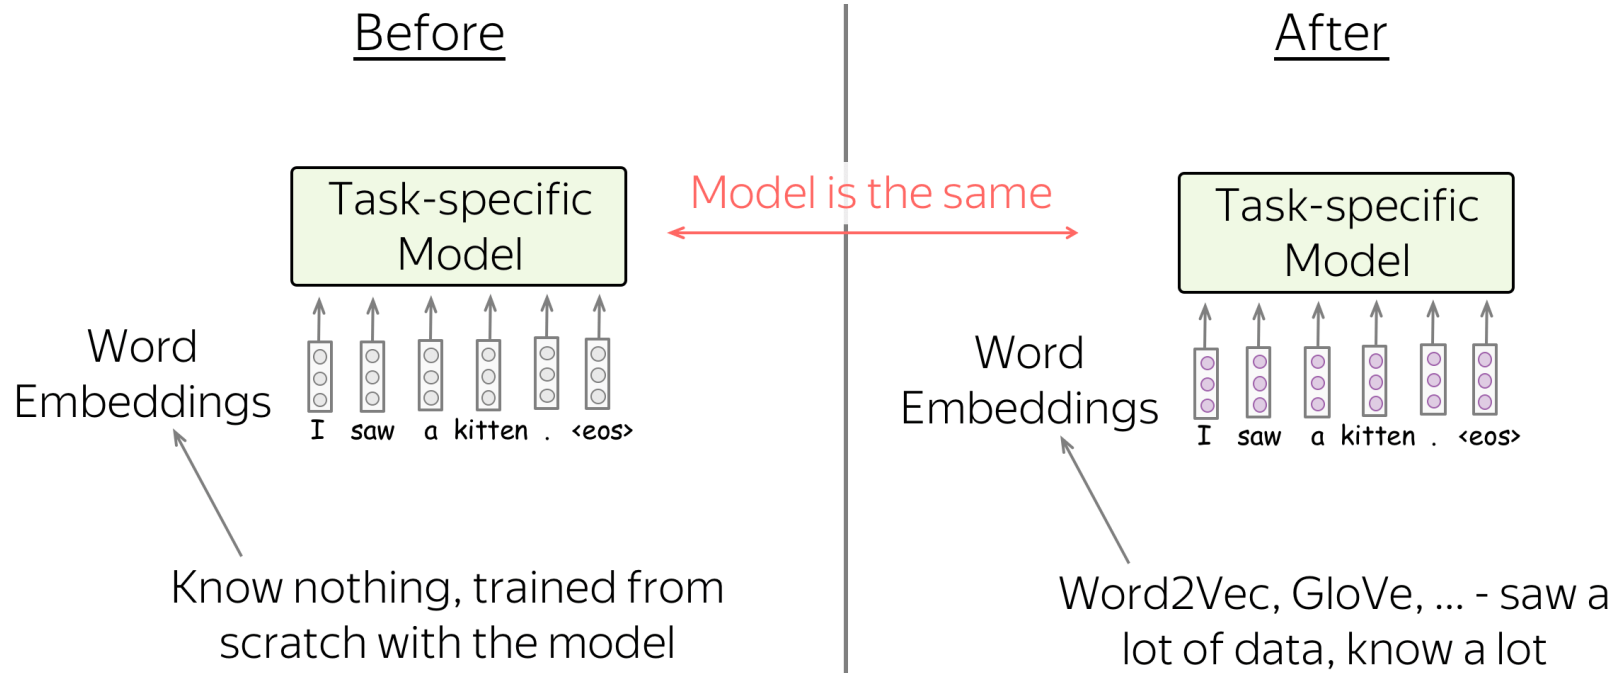 Before
After
Task-specific
Model
Model is the same
Task-specific
Model
Word
Embeddings
I saw a kitten . <eos>
Word
Embeddings
I saw a kitten . <eos>
Know nothing, trained from
scratch with the model
Word2Vec, GloVe, ... - saw a
lot of data, know a lot